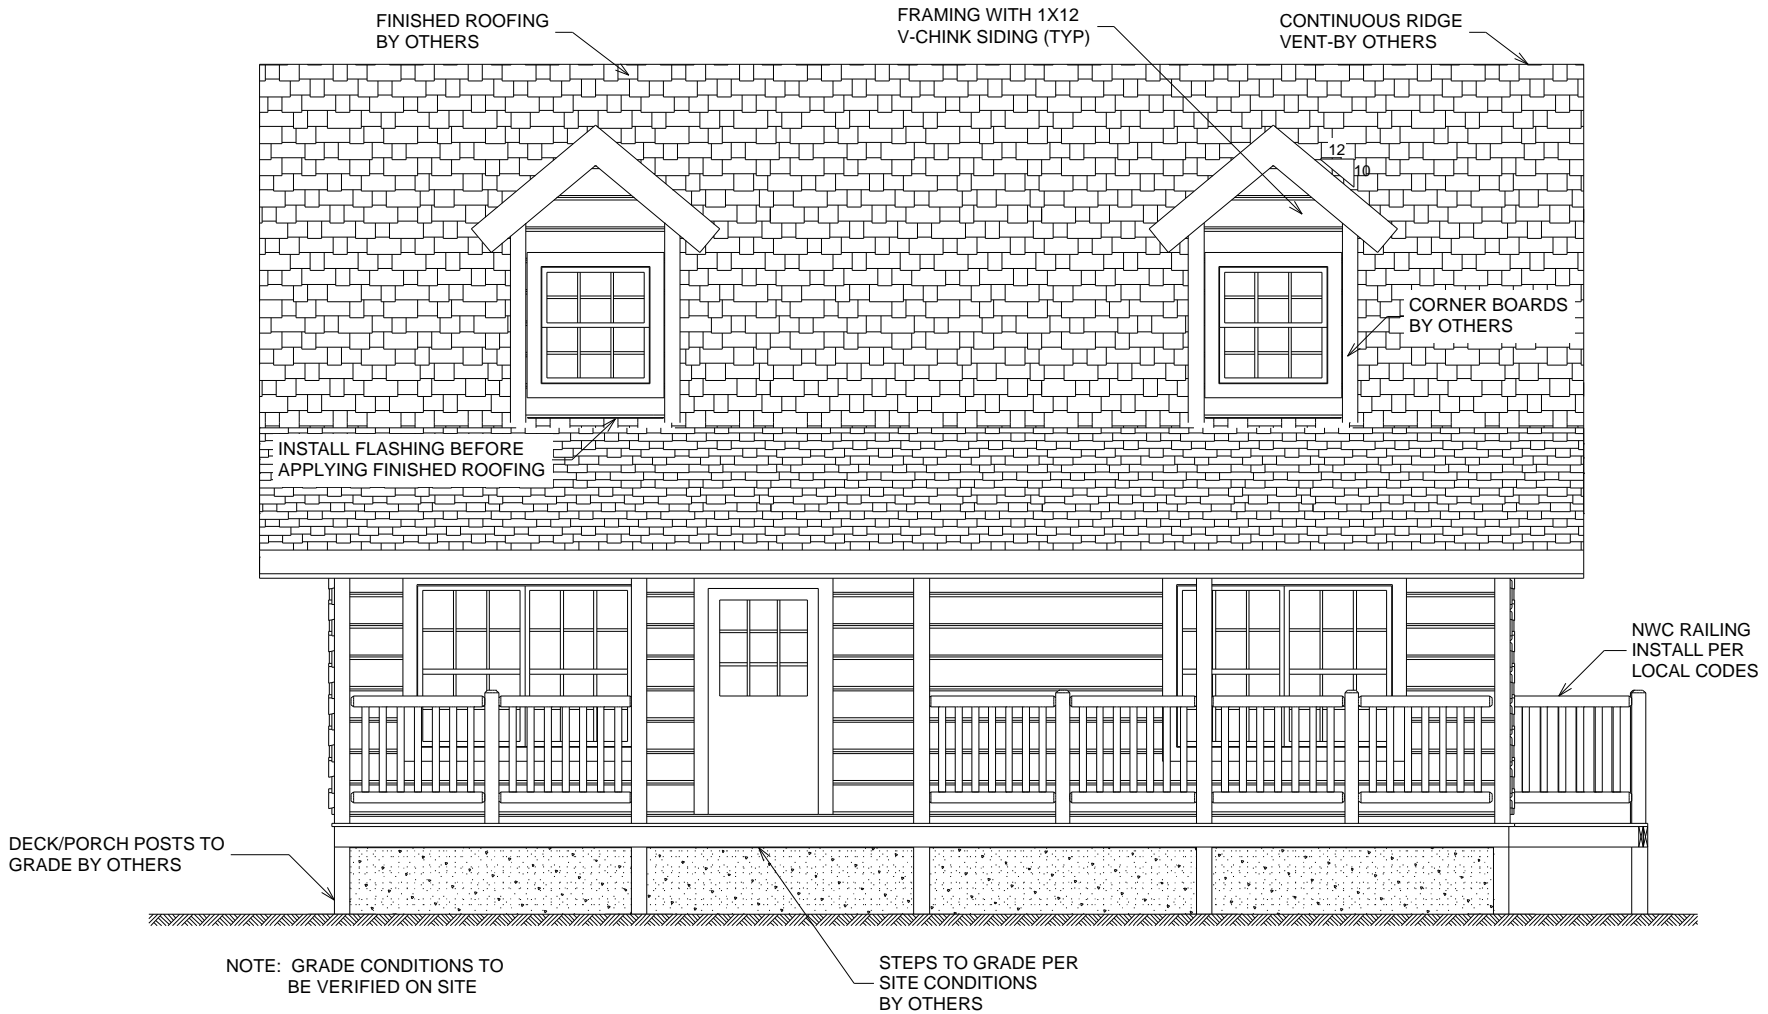 FINISHED ROOFING
BY OTHERS
FRAMING WITH 1X12
V-CHINK SIDING (TYP)
CONTINUOUS RIDGE
VENT-BY OTHERS
12
10
CORNER BOARDS
BY OTHERS
INSTALL FLASHING BEFORE
APPLYING FINISHED ROOFING
NWC RAILING
INSTALL PER
LOCAL CODES
DECK/PORCH POSTS TO
GRADE BY OTHERS
NOTE: GRADE CONDITIONS TO
BE VERIFIED ON SITE
STEPS TO GRADE PER
SITE CONDITIONS
BY OTHERS